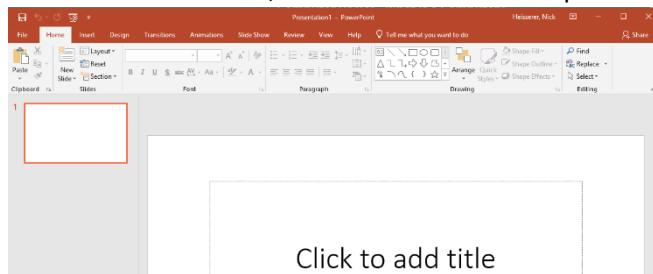 Presentation1 - PowerPoint
File Home Insert Design Transitions Animations Slide Show Review View Help Tell me what you want to do Share
Paste
New Slide
Layout
Reset
Section
Arrange
Quick Styles
Shape Fill
Shape Outline
Shape Effects
Find
Replace
Select
Clipboard Slides Font Paragraph Drawing Editing
1
Click to add title